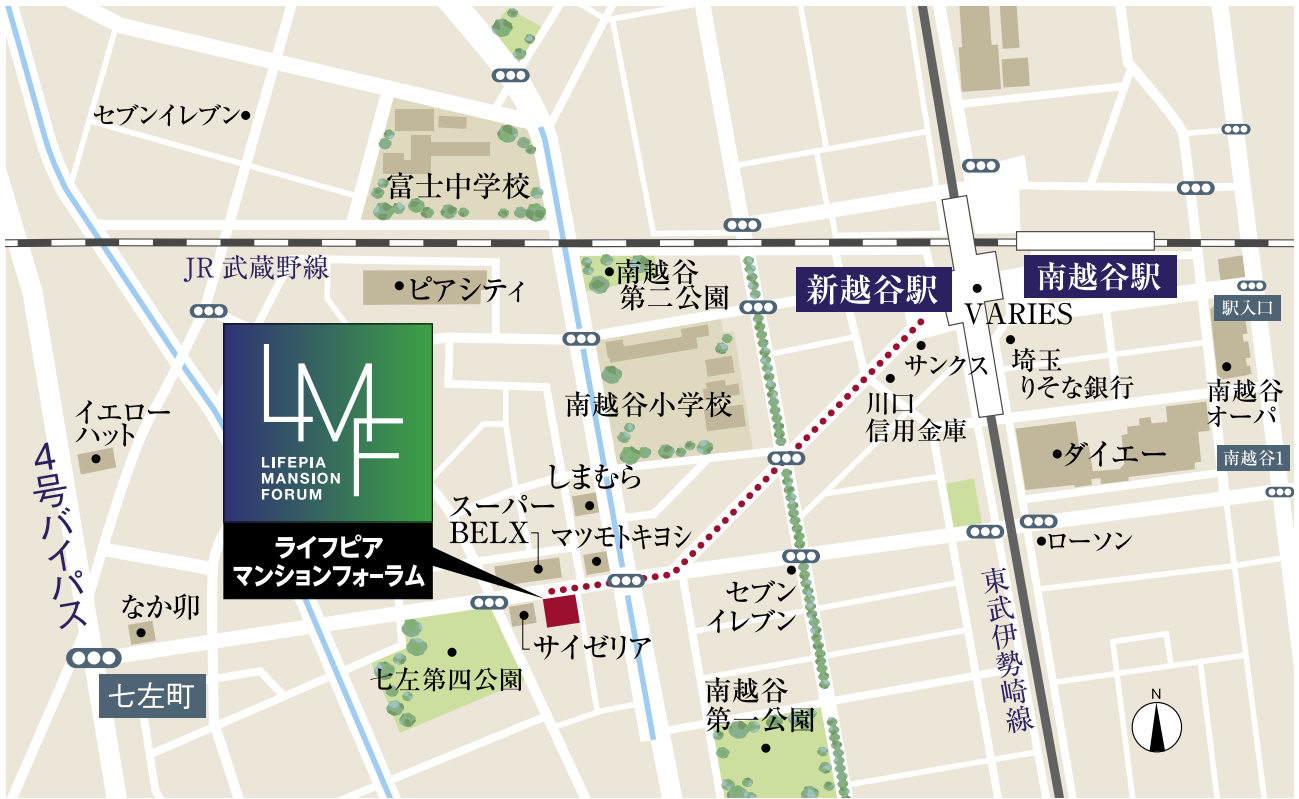 セブンイレブン
富士中学校
JR 武蔵野線
ピアシティ
南越谷
第二公園
新越谷駅
南越谷駅
VARIES
駅入口
サンクス
埼玉
りそな銀行
川口
信用金庫
南越谷
オーパ
南越谷小学校
イエロー
ハット
4号バイパス
LMF
LIFEPIA
MANSION
FORUM
ライフピア
マンションフォーラム
しまむら
スーパー
BELX
マツモトキヨシ
ダイエー
南越谷1
ローソン
セブン
イレブン
東武伊勢崎線
なか卯
サイゼリア
七左町
七左第四公園
南越谷
第一公園
N